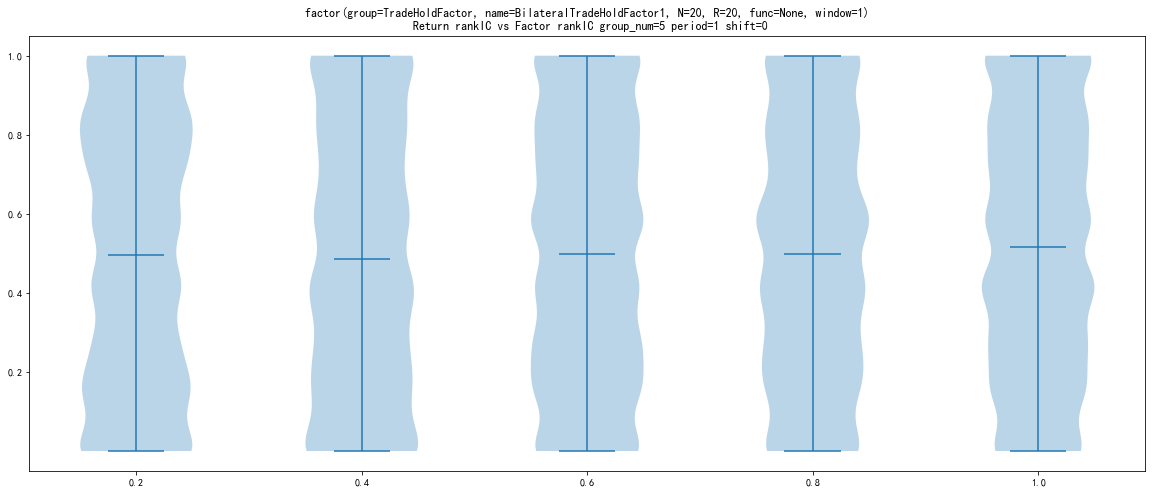 factor(group=TradeHoldFactor, name=BilateralTradeHoldFactor1, N=20, R=20, func=None, window=1)
Return rankIC vs Factor rankIC group_num=5 period=1 shift=0
1.0
0.8
0.6
0.4
0.2
0.2 0.4 0.6 0.8 1.0